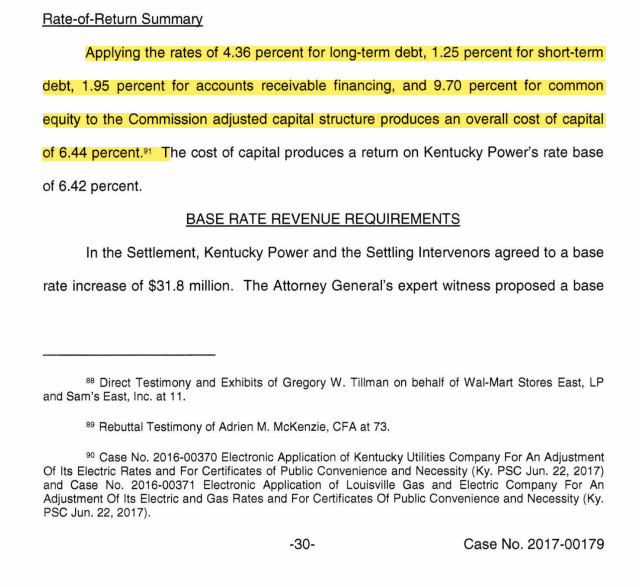 Rate-of-Return Summary
Applying the rates of 4.36 percent for long-term debt, 1.25 percent for short-term
debt, 1.95 percent for accounts receivable financing, and 9.70 percent for common
equity to the Commission adjusted capital structure produces an overall cost of capital
of 6.44 percent.⁹¹ The cost of capital produces a return on Kentucky Power's rate base
of 6.42 percent.
BASE RATE REVENUE REQUIREMENTS
In the Settlement, Kentucky Power and the Settling Intervenors agreed to a base
rate increase of $31.8 million. The Attorney General's expert witness proposed a base
⁸⁸ Direct Testimony and Exhibits of Gregory W. Tillman on behalf of Wal-Mart Stores East, LP
and Sam's East, Inc. at 11.
⁸⁹ Rebuttal Testimony of Adrien M. McKenzie, CFA at 73.
⁹⁰ Case No. 2016-00370 Electronic Application of Kentucky Utilities Company For An Adjustment
Of Its Electric Rates and For Certificates of Public Convenience and Necessity (Ky. PSC Jun. 22, 2017)
and Case No. 2016-00371 Electronic Application of Louisville Gas and Electric Company For An
Adjustment Of Its Electric and Gas Rates and For Certificates Of Public Convenience and Necessity (Ky.
PSC Jun. 22, 2017).
-30-
Case No. 2017-00179